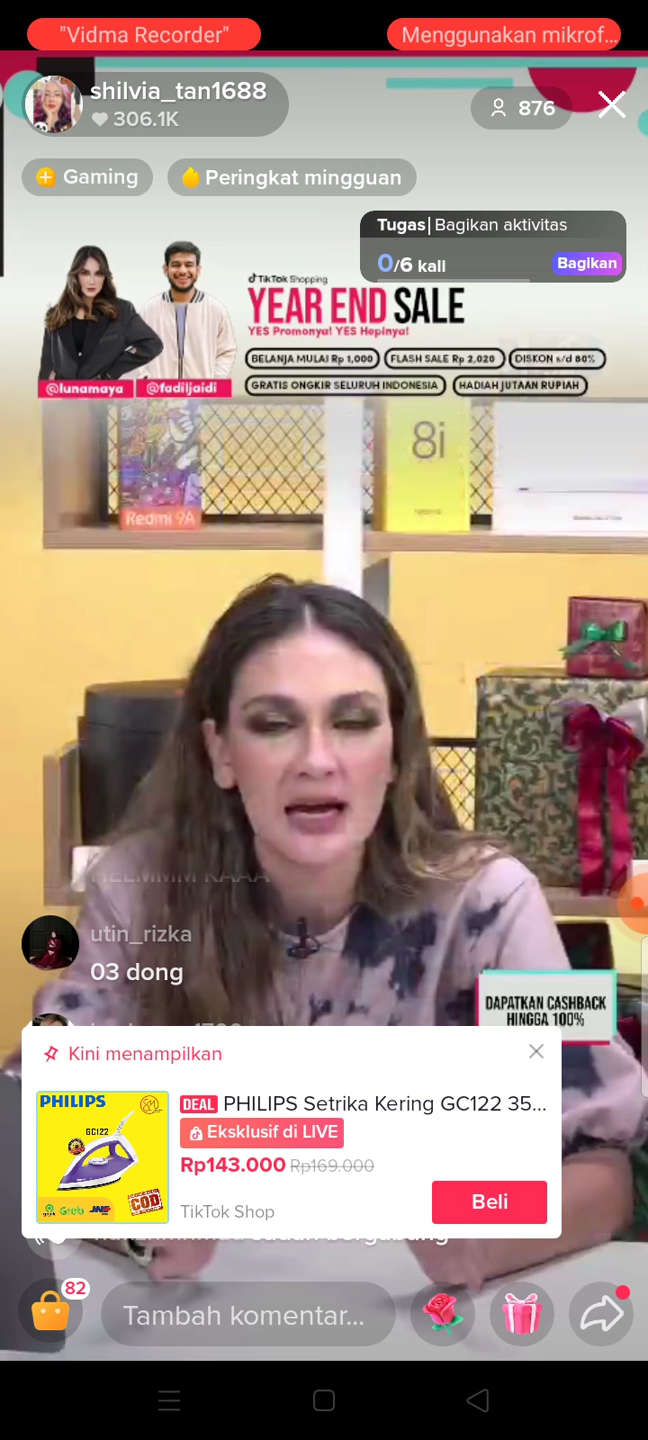 "Vidma Recorder"
Menggunakan mikrof...
shilvia_tan1688
306.1K
876
Gaming
Peringkat mingguan
Tugas| Bagikan aktivitas
0/6 kali
Bagikan
TikTok Shopping
YEAR END SALE
YES Promonya! YES Hepinya!
BELANJA MULAI Rp 1,000
FLASH SALE Rp 2,020
DISKON s/d 80%
GRATIS ONGKIR SELURUH INDONESIA
HADIAH JUTAAN RUPIAH
@lunamaya
@fadiljaidi
Redmi 9A
8i
utin_rizka
03 dong
DAPATKAN CASHBACK
HINGGA 100%
Kini menampilkan
PHILIPS
GC122
COD
Grab
JNE
DEAL PHILIPS Setrika Kering GC122 35...
Eksklusif di LIVE
Rp143.000 Rp169.000
TikTok Shop
Beli
82
Tambah komentar...